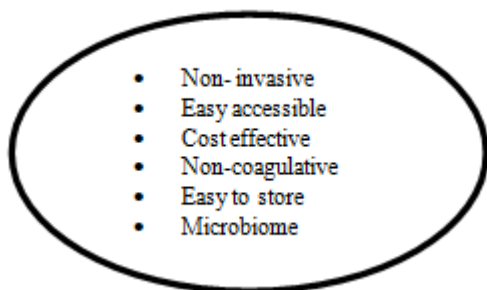 • Non- invasive
• Easy accessible
• Cost effective
• Non-coagulative
• Easy to store
• Microbiome